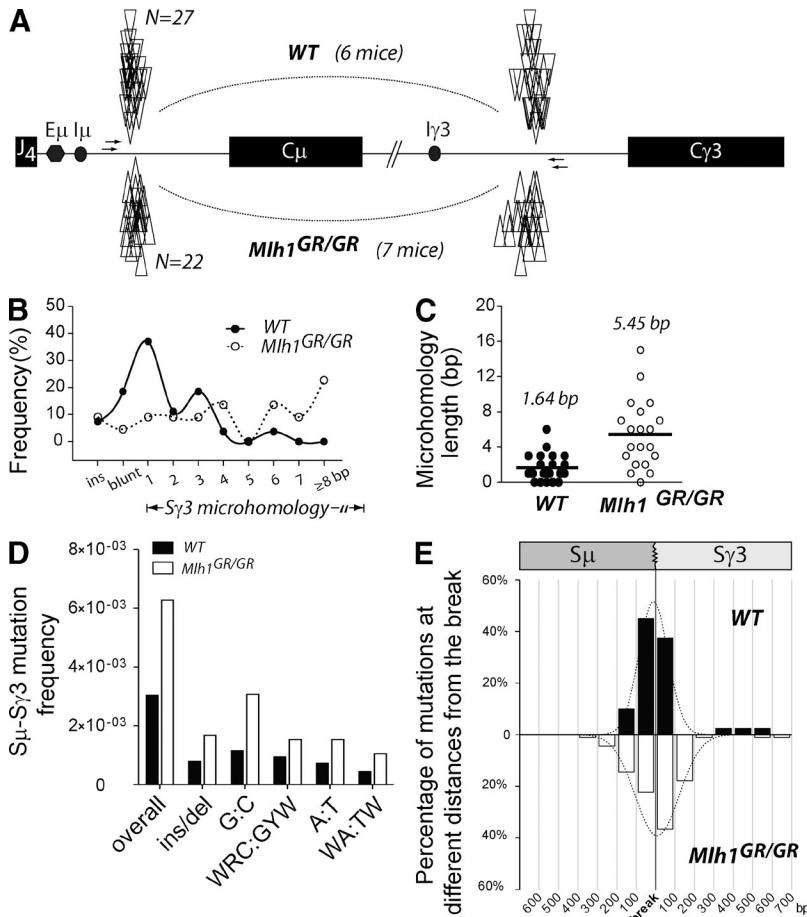 A
N=27
WT (6 mice)
J4 Eμ Iμ Cμ Iγ3 Cγ3
Mlh1GR/GR (7 mice)
N=22
B
Frequency (%)
50
40
30
20
10
0
WT
Mlh1GR/GR
ins blunt 1 2 3 4 5 6 7 ≥8 bp
Sγ3 microhomology
C
Microhomology
length (bp)
20
16
12
8
4
0
1.64 bp
5.45 bp
WT Mlh1 GR/GR
D
Sμ-Sγ3 mutation
frequency
8×10-03
6×10-03
4×10-03
2×10-03
0
WT
Mlh1GR/GR
overall ins/del G:C WRC:GYW A:T WA:TW
E
Sμ Sγ3
Percentage of mutations at
different distances from the break
60%
40%
20%
0
20%
40%
60%
WT
Mlh1GR/GR
600 500 400 300 200 100 break 100 200 300 400 500 600 700 bp